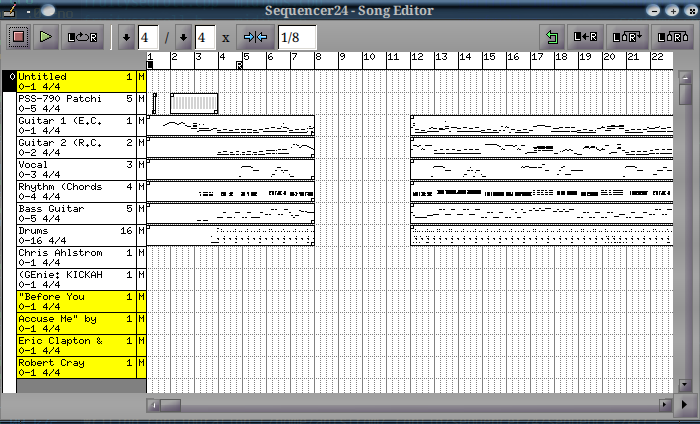 Sequencer24 - Song Editor
L R 4 / 4 x 1/8 L R L R L R
1 2 3 4 5 6 7 8 9 10 11 12 13 14 15 16 17 18 19 20 21 22
L R
0 Untitled 1 M
0-1 4/4
PSS-790 Patchi 5 M
0-5 4/4
Guitar 1 (E.C. 1 M
0-1 4/4
Guitar 2 (R.C. 2 M
0-2 4/4
Vocal 3 M
0-3 4/4
Rhythm (Chords 4 M
0-4 4/4
Bass Guitar 5 M
0-5 4/4
Drums 16 M
0-16 4/4
Chris Ahlstrom 1 M
0-1 4/4
(GEnie: KICKAH 1 M
0-1 4/4
"Before You 1 M
0-1 4/4
Accuse Me" by 1 M
0-1 4/4
Eric Clapton & 1 M
0-1 4/4
Robert Cray 1 M
0-1 4/4